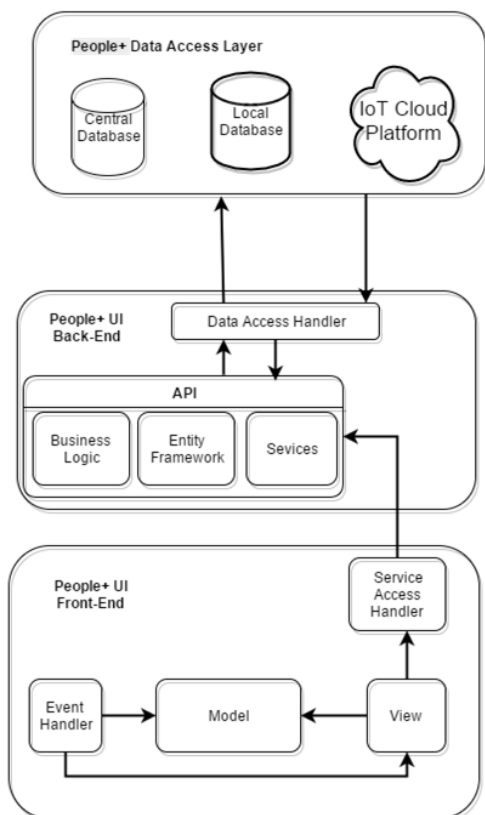 People+ Data Access Layer
Central
Database
Local
Database
IoT Cloud
Platform
People+ UI
Back-End
Data Access Handler
API
Business
Logic
Entity
Framework
Sevices
People+ UI
Front-End
Service
Access
Handler
Event
Handler
Model
View